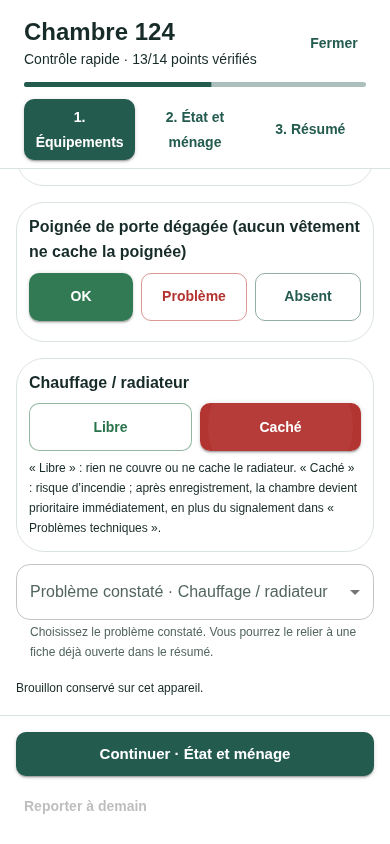 Chambre 124
Contrôle rapide · 13/14 points vérifiés
Fermer
1.
Équipements
2. État et
ménage
3. Résumé
Poignée de porte dégagée (aucun vêtement
ne cache la poignée)
OK
Problème
Absent
Chauffage / radiateur
Libre
Caché
« Libre » : rien ne couvre ou ne cache le radiateur. « Caché »
: risque d’incendie ; après enregistrement, la chambre devient
prioritaire immédiatement, en plus du signalement dans «
Problèmes techniques ».
Problème constaté · Chauffage / radiateur
Choisissez le problème constaté. Vous pourrez le relier à une
fiche déjà ouverte dans le résumé.
Brouillon conservé sur cet appareil.
Continuer · État et ménage
Reporter à demain